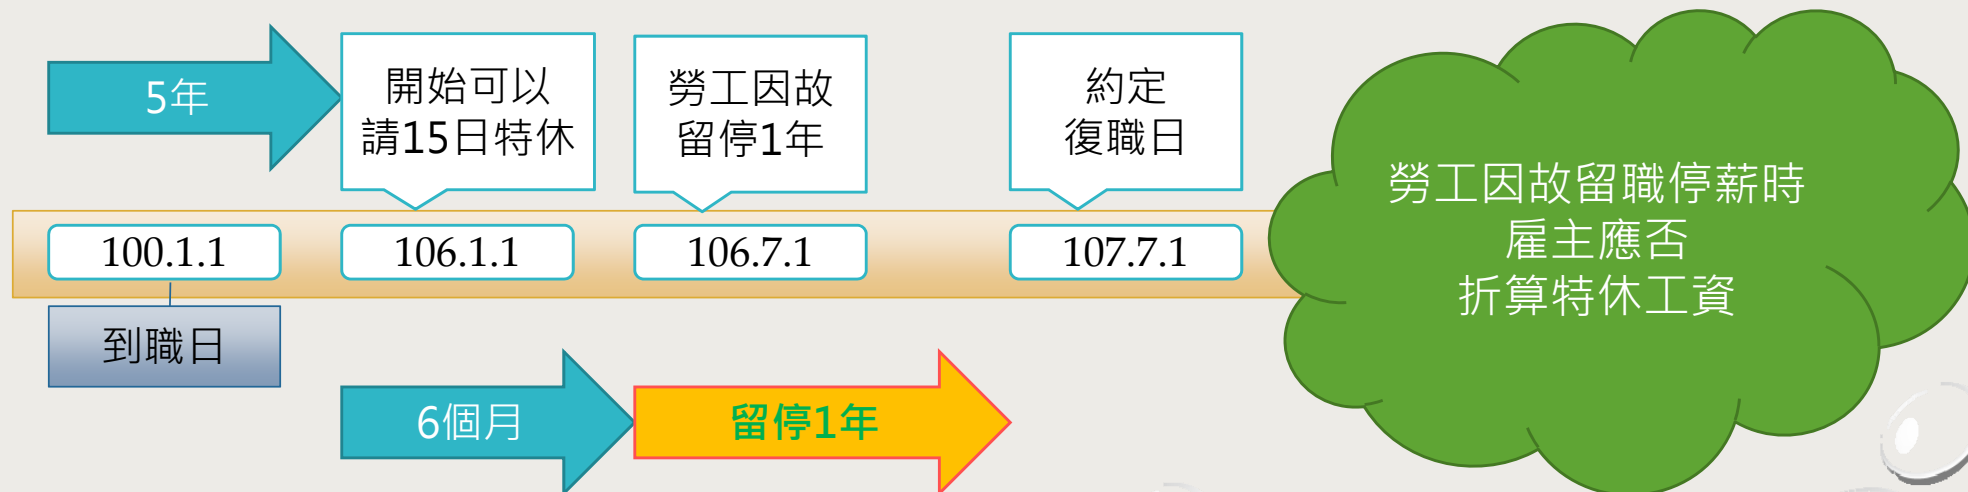 5年
開始可以
請15日特休
勞工因故
留停1年
約定
復職日
勞工因故留職停薪時
雇主應否
折算特休工資
100.1.1
106.1.1
106.7.1
107.7.1
到職日
6個月
留停1年